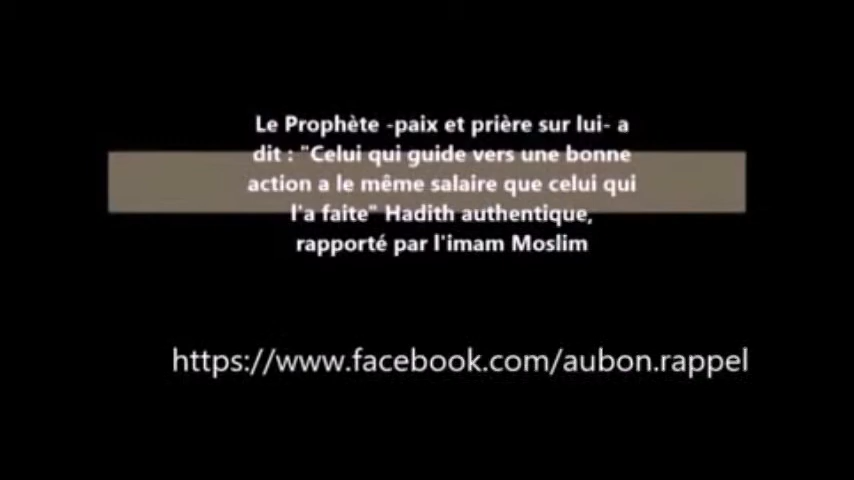 Le Prophète -paix et prière sur lui- a
dit : "Celui qui guide vers une bonne
action a le même salaire que celui qui
l'a faite" Hadith authentique,
rapporté par l'imam Moslim
https://www.facebook.com/aubon.rappel